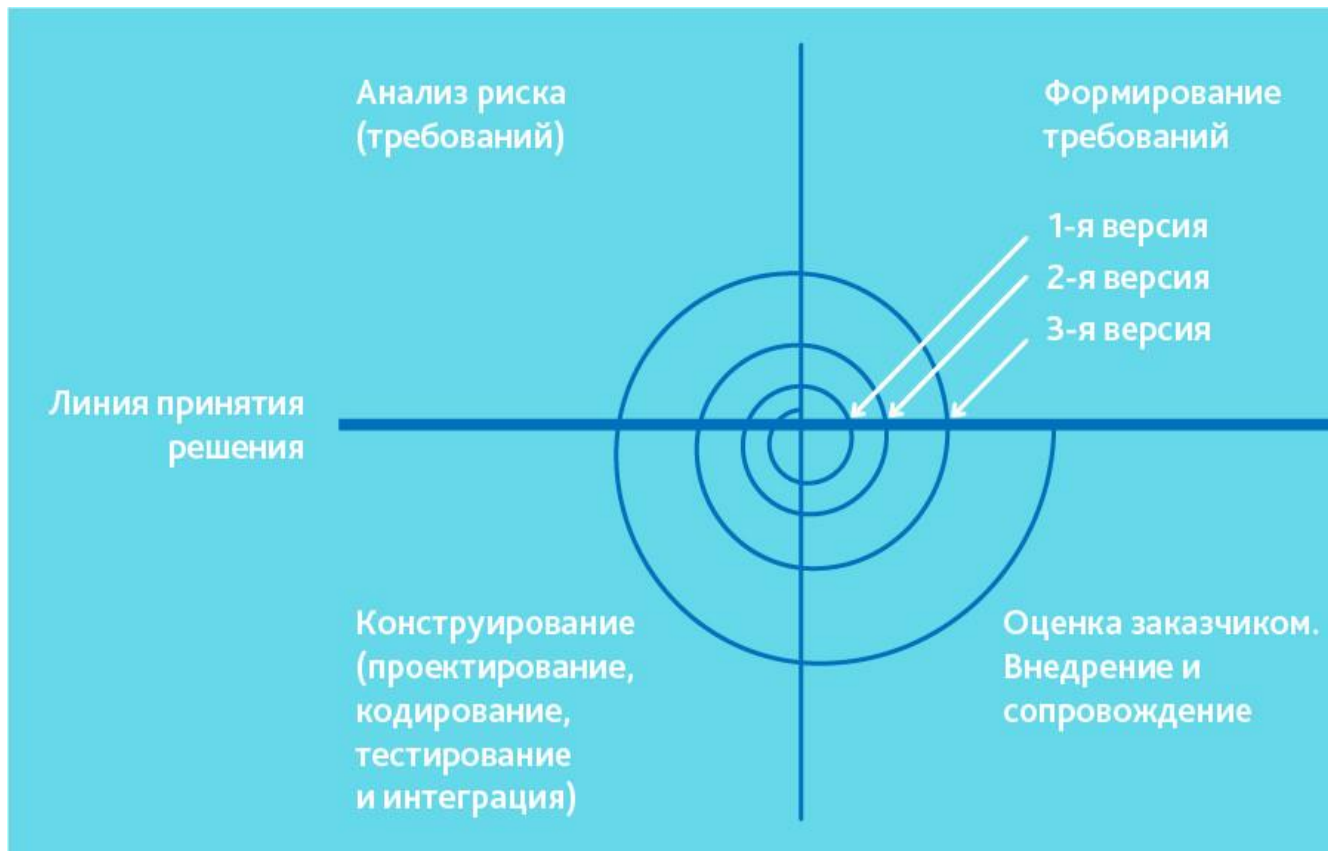 Анализ риска
(требований)
Формирование
требований
1-я версия
2-я версия
3-я версия
Линия принятия
решения
Конструирование
(проектирование,
кодирование,
тестирование
и интеграция)
Оценка заказчиком.
Внедрение и
сопровождение